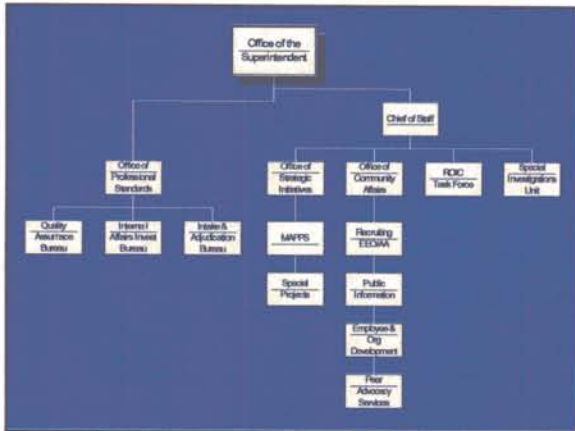 Office of the
Superintendent
Chief of Staff
Office of
Professional
Standards
Office of
Strategic
Initiatives
Office of
Community
Affairs
ROIC
Task Force
Special
Investigations
Unit
Quality
Assurance
Bureau
Internal
Affairs Invest
Bureau
Intake &
Adjudication
Bureau
MAPPS
Recruiting
EEO/AA
Special
Projects
Public
Information
Employee &
Org
Development
Peer
Advocacy
Services